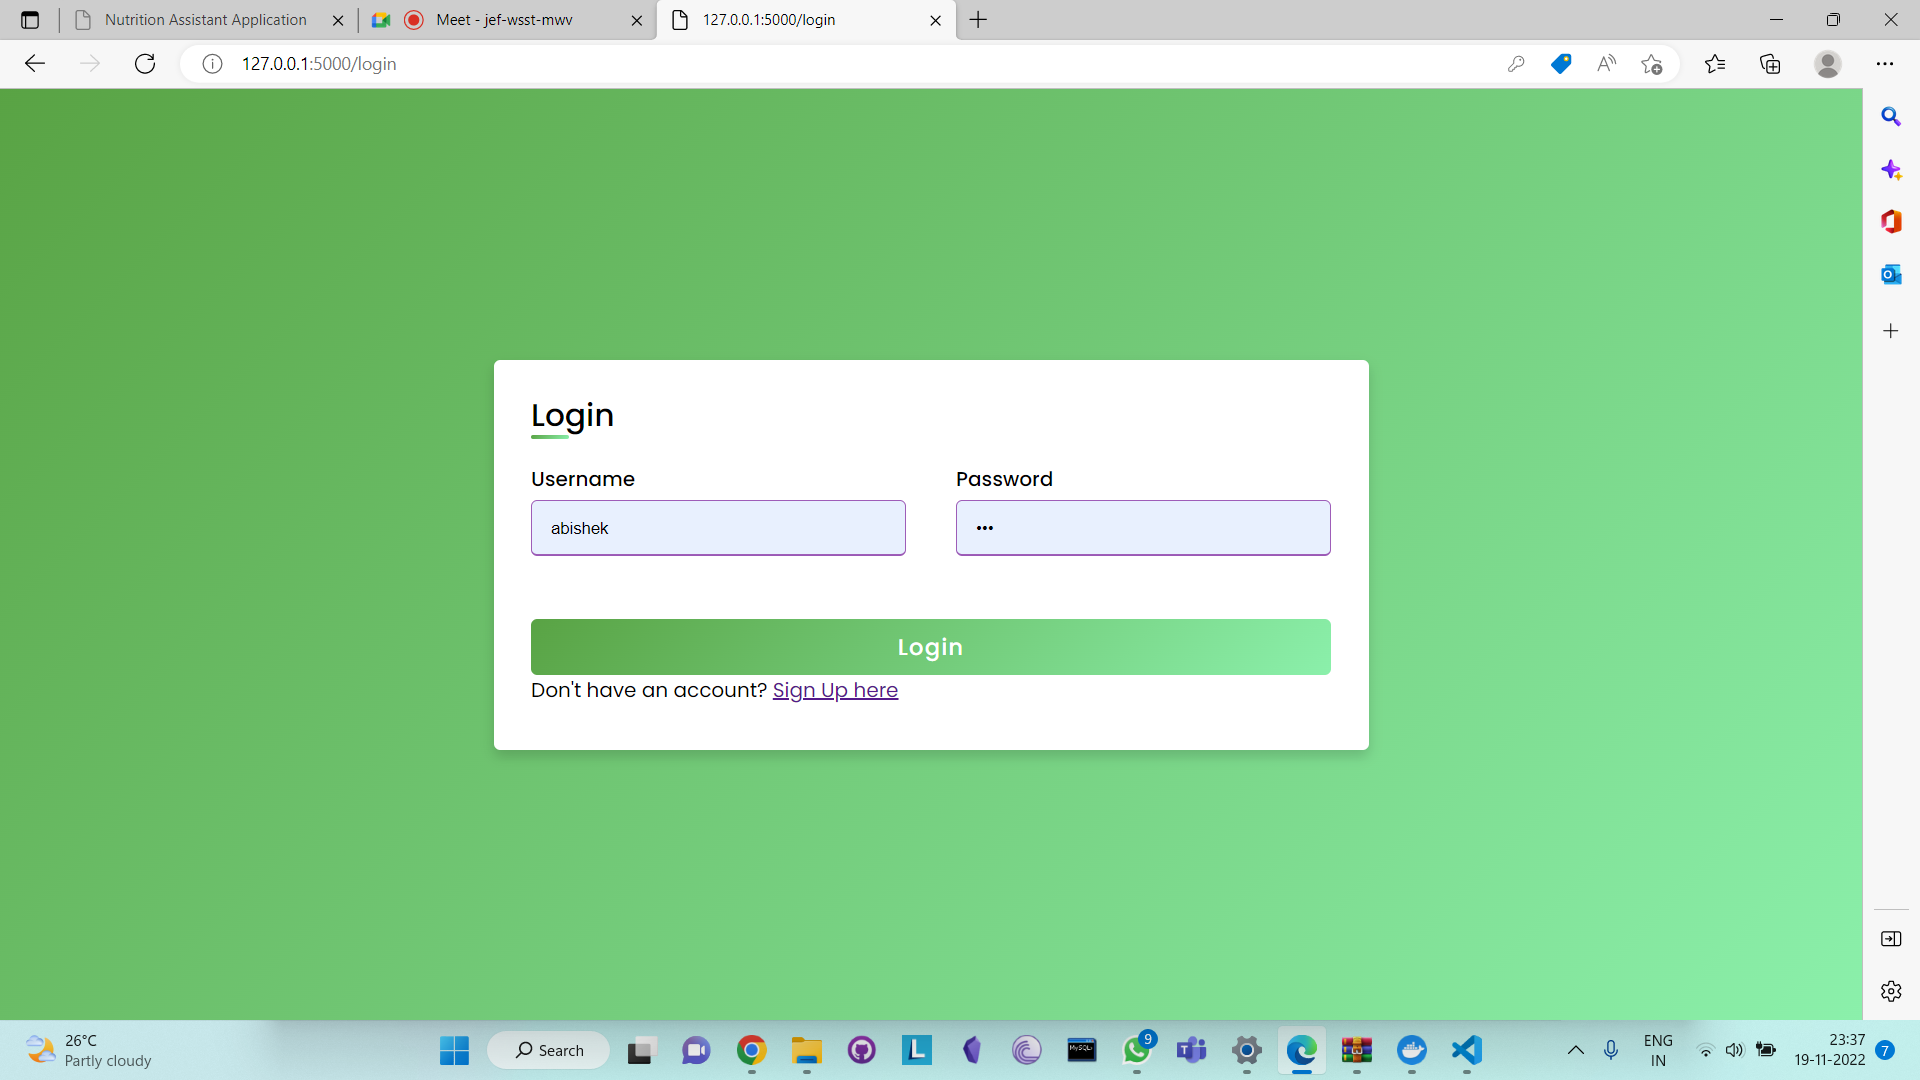 Nutrition Assistant Application
Meet - jef-wsst-mwv
127.0.0.1:5000/login
127.0.0.1:5000/login
Login
Username
Password
abishek
•••
Login
Don't have an account? Sign Up here
26°C
Partly cloudy
Search
MySQL
9
ENG
IN
23:37
19-11-2022
7